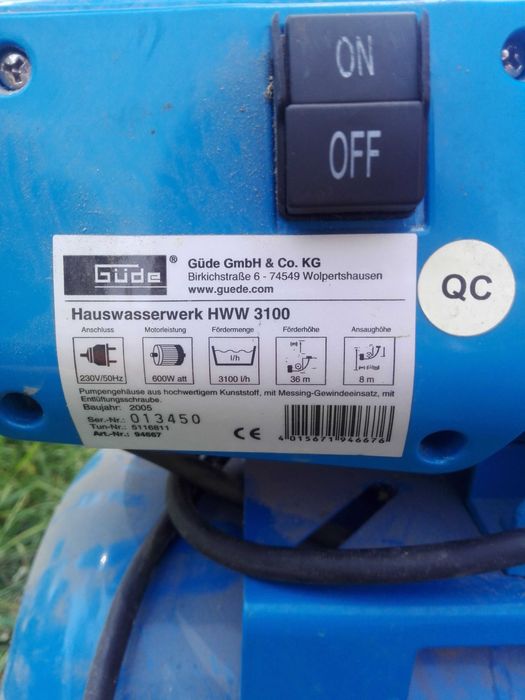 ON
OFF
Güde ®
Güde GmbH & Co. KG
Birkichstraße 6 - 74549 Wolpertshausen
www.guede.com
QC
Hauswasserwerk HWW 3100
Anschluss Motorleistung Fördermenge Förderhöhe Ansaughöhe
l/h
230V/50Hz 600W att 3100 l/h 36 m 8 m
Pumpengehäuse aus hochwertigem Kunststoff, mit Messing-Gewindeeinsatz, mit
Entlüftungsschraube.
Baujahr: 2005
Ser.-Nr.: 013450
Tun-Nr.: 5116811
Art.-Nr.: 94667
CE
4 015671 946676